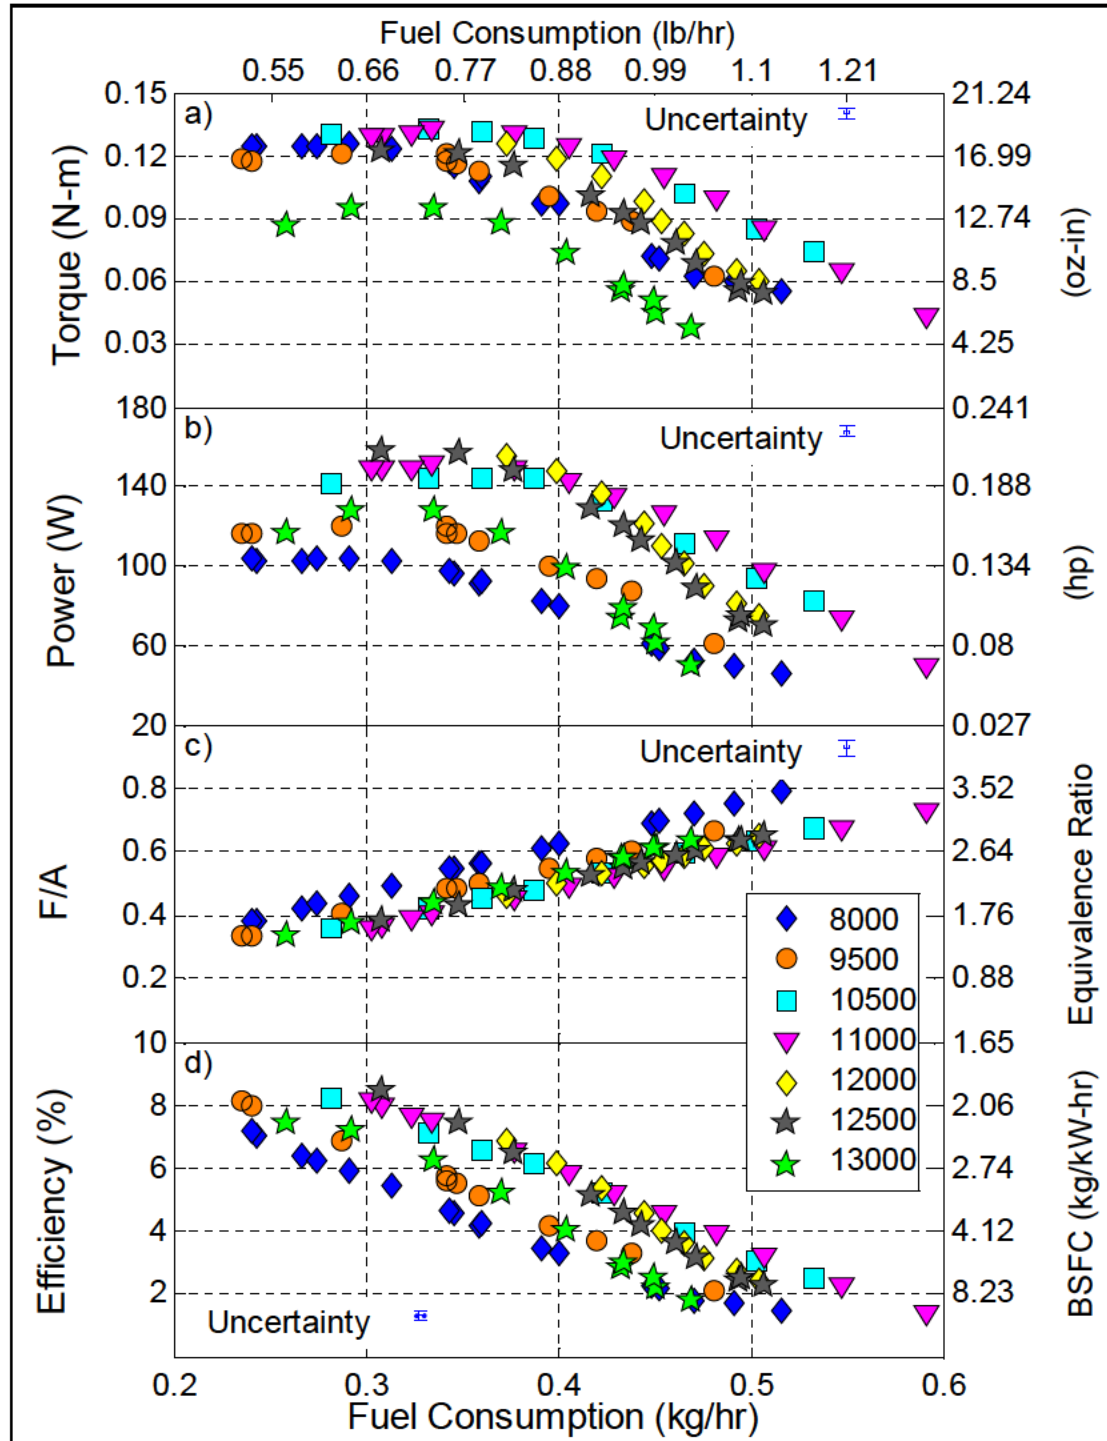 Fuel Consumption (lb/hr)
0.55 0.66 0.77 0.88 0.99 1.1 1.21
0.15 a) Uncertainty 21.24
0.12 16.99
0.09 12.74
0.06 8.5
0.03 4.25
Torque (N-m) (oz-in)
180 b) Uncertainty 0.241
140 0.188
100 0.134
60 0.08
20 0.027
Power (W) (hp)
c) Uncertainty
0.8 3.52
0.6 2.64
0.4 1.76
0.2 0.88
F/A Equivalence Ratio
8000
9500
10500
11000
12000
12500
13000
10 d) 1.65
8 2.06
6 2.74
4 4.12
2 8.23
Efficiency (%) BSFC (kg/kW-hr)
Uncertainty
0.2 0.3 0.4 0.5 0.6
Fuel Consumption (kg/hr)